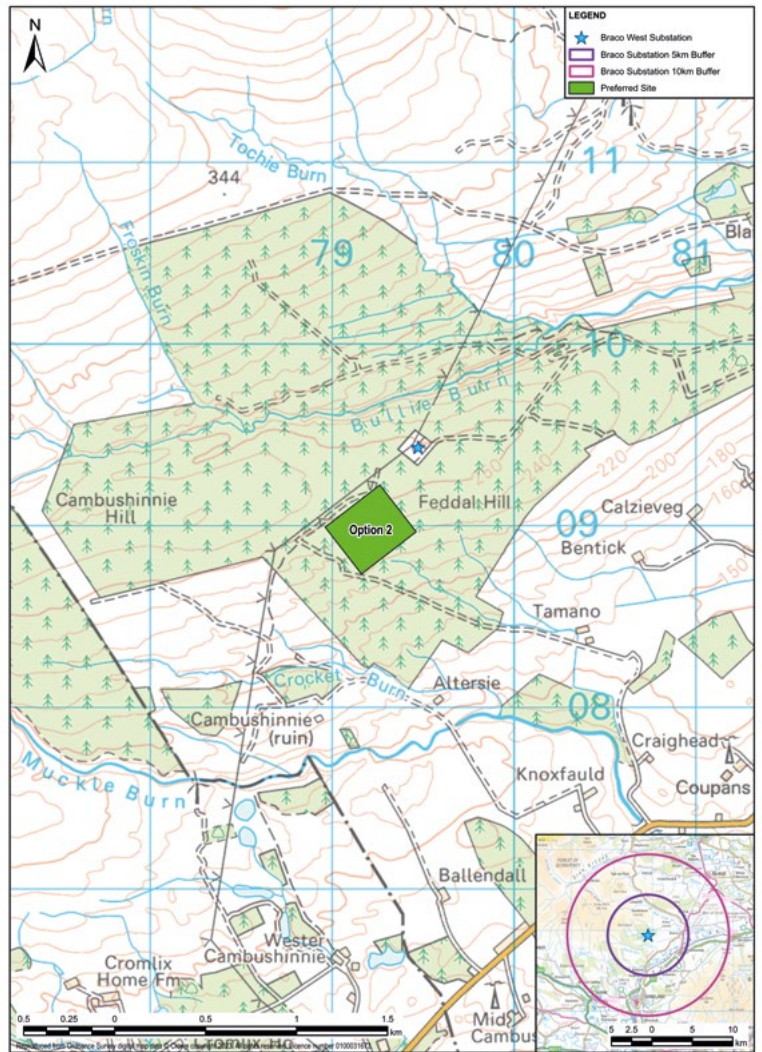 N
LEGEND
Braco West Substation
Braco Substation 5km Buffer
Braco Substation 10km Buffer
Preferred Site
Tochie Burn
11
344
Froskin Burn
79
80
81
Bla
10
Bullie Burn
260
240
220
200
180
160
Cambushinnie
Hill
Feddal Hill
Calzieveg
Option 2
09
Bentick
150
Tamano
Crocket Burn
Altersie
08
Cambushinnie
(ruin)
Craighead
Muckle Burn
Knoxfauld
Coupans
Ballendall
Wester
Cambushinnie
Cromlix
Home Fm
Mid
Cambus
0.5 0.25 0 0.5 1 1.5
km
5 2.5 0 5 10
km